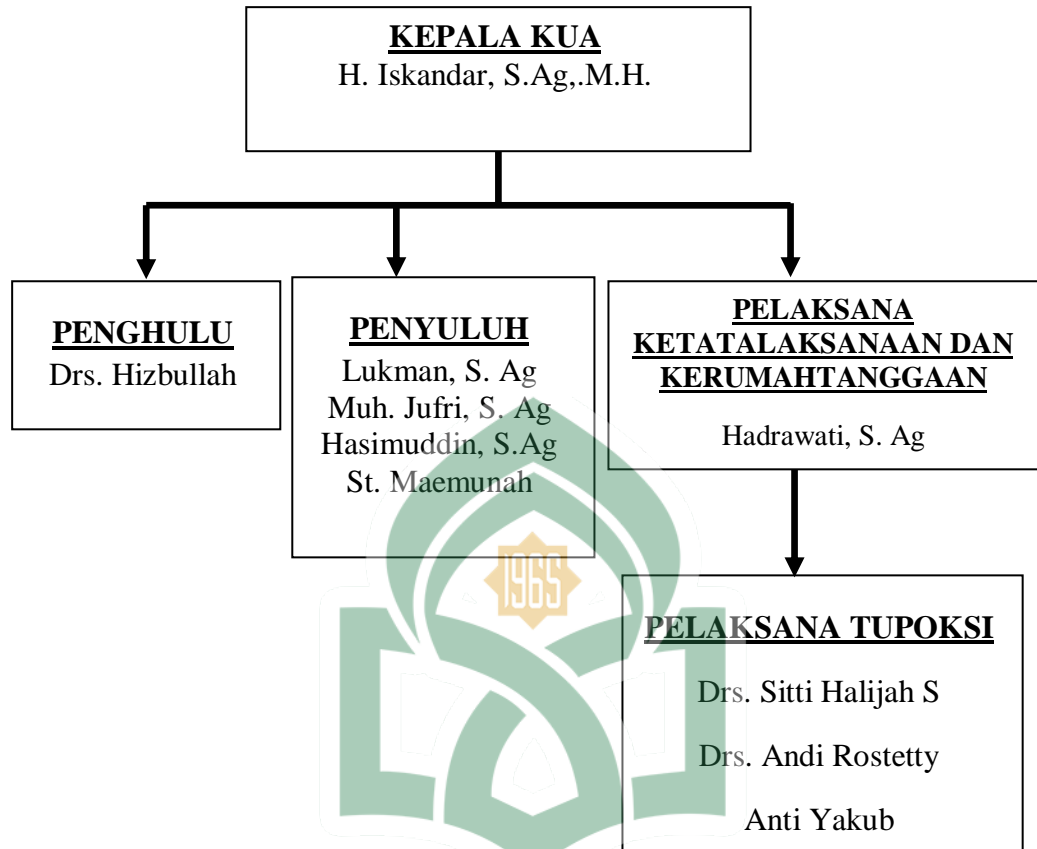 KEPALA KUA
H. Iskandar, S.Ag,.M.H.
PENGHULU
Drs. Hizbullah
PENYULUH
Lukman, S. Ag
Muh. Jufri, S. Ag
Hasimuddin, S.Ag
St. Maemunah
PELAKSANA
KETATALAKSANAAN DAN
KERUMAHTANGGAAN
Hadrawati, S. Ag
1965
PELAKSANA TUPOKSI
Drs. Sitti Halijah S
Drs. Andi Rostetty
Anti Yakub